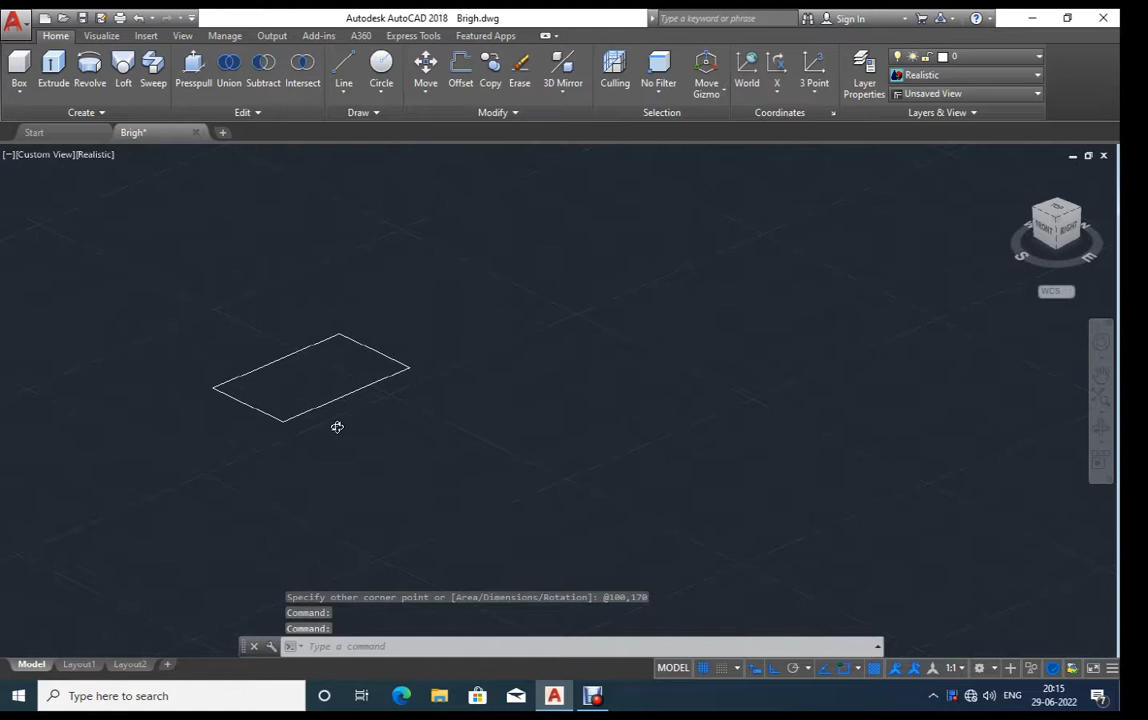 Autodesk AutoCAD 2018 Brigh.dwg
Type a keyword or phrase
Sign In
Home Visualize Insert View Manage Output Add-ins A360 Express Tools Featured Apps
Box Extrude Revolve Loft Sweep Presspull Union Subtract Intersect Line Circle Move Offset Copy Erase 3D Mirror Culling No Filter Move Gizmo World X 3 Point Layer Properties
0
Realistic
Unsaved View
Create Edit Draw Modify Selection Coordinates Layers & View
Start Brigh*
[−][Custom View][Realistic]
FRONT RIGHT
S E
WCS
Specify other corner point or [Area/Dimensions/Rotation]: @100,170
Command:
Command:
Type a command
Model Layout1 Layout2
MODEL 1:1
Type here to search
ENG
20:15
29-06-2022
7